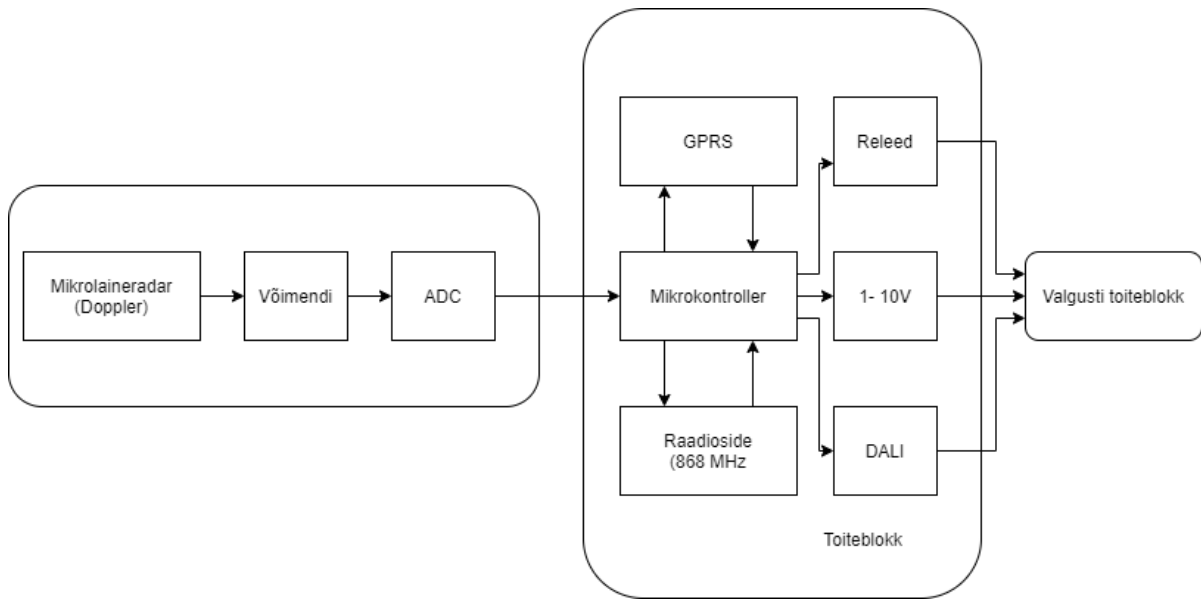 GPRS
Releed
Mikrolaineradar
(Doppler)
Võimendi
ADC
Mikrokontroller
1- 10V
Valgusti toiteblokk
Raadioside
(868 MHz
DALI
Toiteblokk